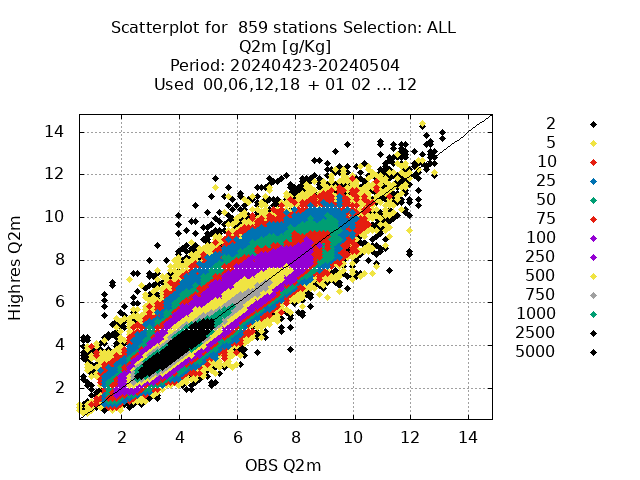 Scatterplot for 859 stations Selection: ALL
Q2m [g/Kg]
Period: 20240423-20240504
Used 00,06,12,18 + 01 02 ... 12
14
12
10
8
6
4
2
Highres Q2m
2 4 6 8 10 12 14
OBS Q2m
2
5
10
25
50
75
100
250
500
750
1000
2500
5000